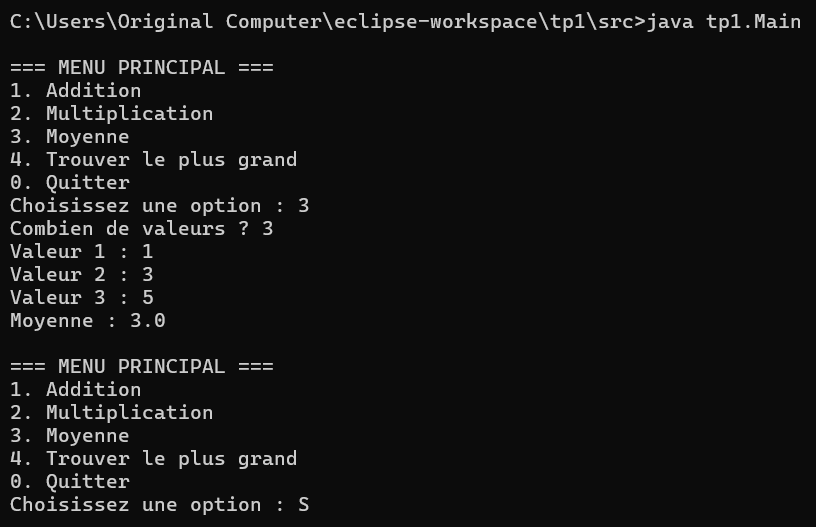 C:\Users\Original Computer\eclipse-workspace\tp1\src>java tp1.Main
=== MENU PRINCIPAL ===
1. Addition
2. Multiplication
3. Moyenne
4. Trouver le plus grand
0. Quitter
Choisissez une option : 3
Combien de valeurs ? 3
Valeur 1 : 1
Valeur 2 : 3
Valeur 3 : 5
Moyenne : 3.0
=== MENU PRINCIPAL ===
1. Addition
2. Multiplication
3. Moyenne
4. Trouver le plus grand
0. Quitter
Choisissez une option : S